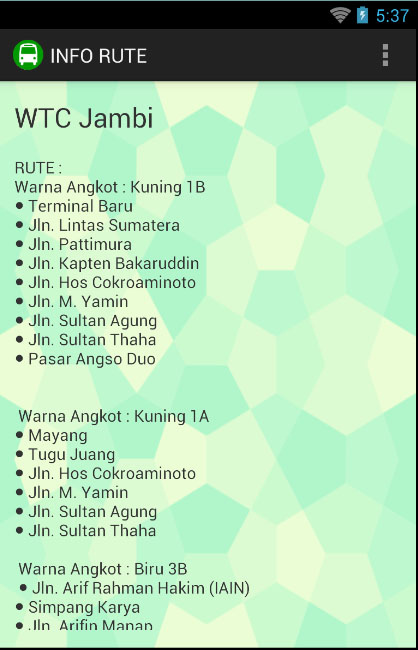 5:37
INFO RUTE
WTC Jambi
RUTE :
Warna Angkot : Kuning 1B
• Terminal Baru
• Jln. Lintas Sumatera
• Jln. Pattimura
• Jln. Kapten Bakaruddin
• Jln. Hos Cokroaminoto
• Jln. M. Yamin
• Jln. Sultan Agung
• Jln. Sultan Thaha
• Pasar Angso Duo
Warna Angkot : Kuning 1A
• Mayang
• Tugu Juang
• Jln. Hos Cokroaminoto
• Jln. M. Yamin
• Jln. Sultan Agung
• Jln. Sultan Thaha
Warna Angkot : Biru 3B
• Jln. Arif Rahman Hakim (IAIN)
• Simpang Karya
• Jln. Arifin Manap